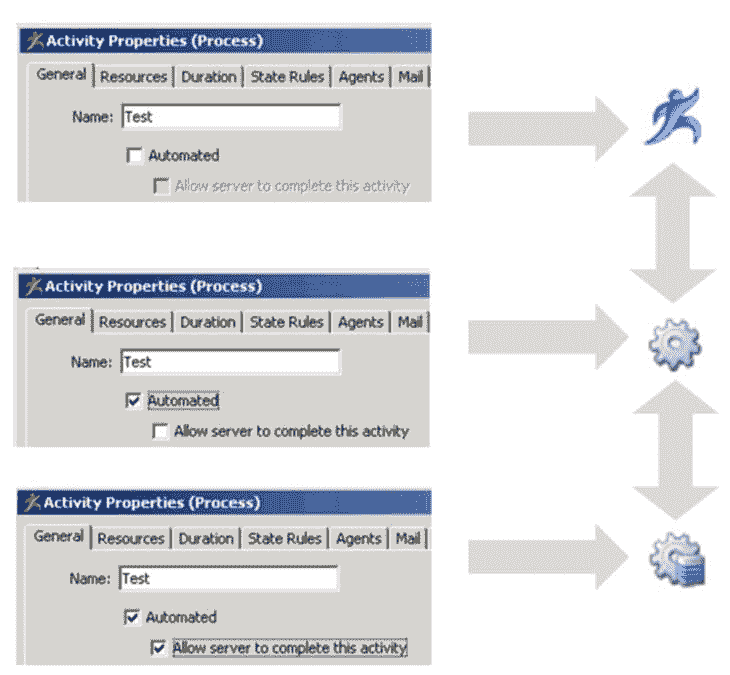 Activity Properties (Process)
General Resources Duration State Rules Agents Mail
Name: Test
Automated
Allow server to complete this activity
Activity Properties (Process)
General Resources Duration State Rules Agents Mail
Name: Test
Automated
Allow server to complete this activity
Activity Properties (Process)
General Resources Duration State Rules Agents Mail
Name: Test
Automated
Allow server to complete this activity